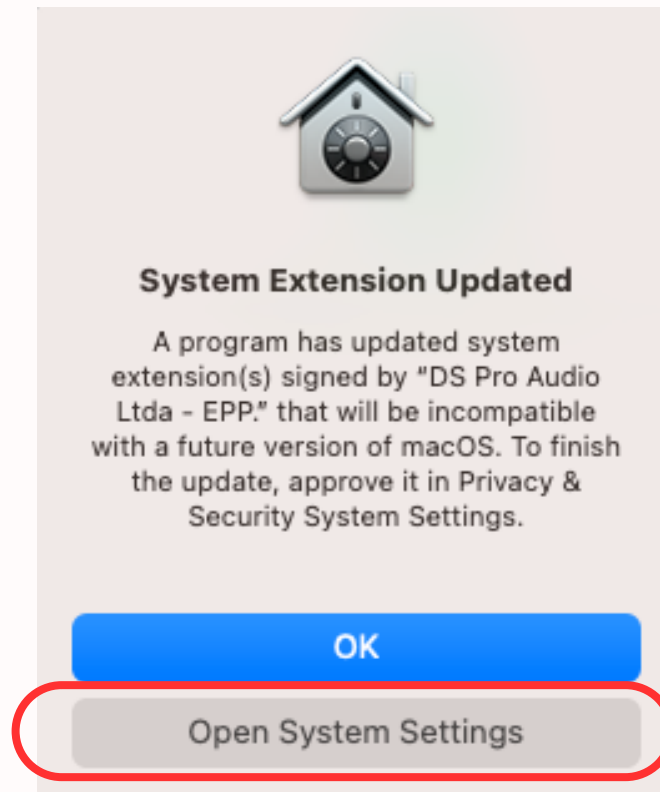 System Extension Updated
A program has updated system
extension(s) signed by “DS Pro Audio
Ltda - EPP.” that will be incompatible
with a future version of macOS. To finish
the update, approve it in Privacy &
Security System Settings.
OK
Open System Settings